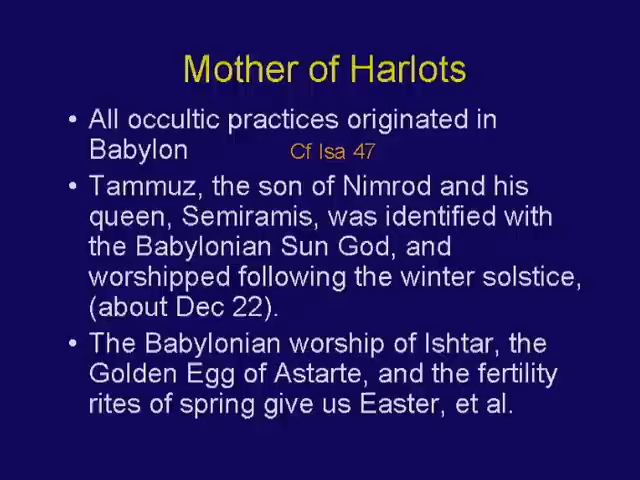 Mother of Harlots
• All occultic practices originated in
Babylon Cf Isa 47
• Tammuz, the son of Nimrod and his
queen, Semiramis, was identified with
the Babylonian Sun God, and
worshipped following the winter solstice,
(about Dec 22).
• The Babylonian worship of Ishtar, the
Golden Egg of Astarte, and the fertility
rites of spring give us Easter, et al.